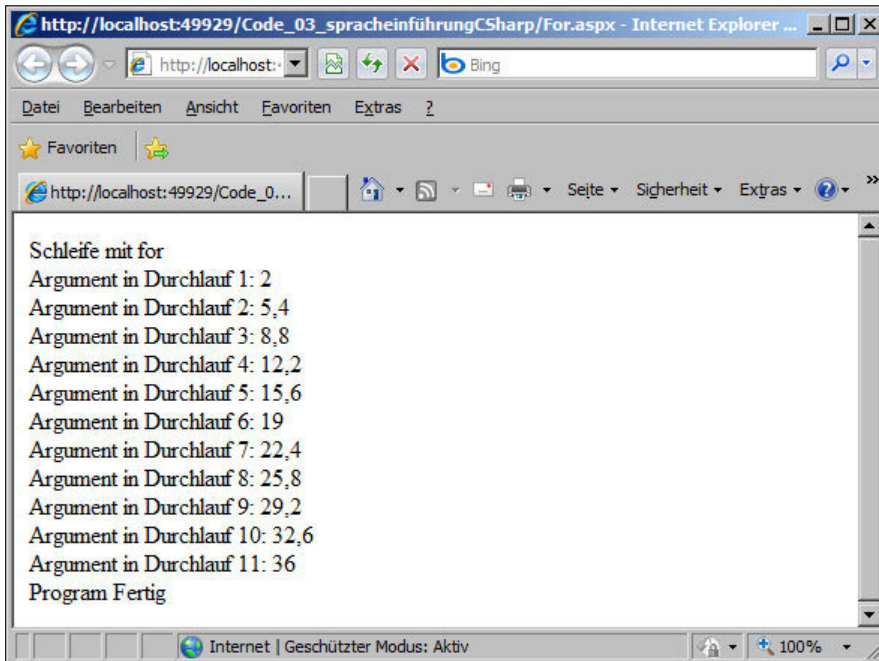 http://localhost:49929/Code_03_spracheinführungCSharp/For.aspx - Internet Explorer ...
http://localhost:
Bing
Datei Bearbeiten Ansicht Favoriten Extras ?
Favoriten
http://localhost:49929/Code_0... Seite Sicherheit Extras »
Schleife mit for
Argument in Durchlauf 1: 2
Argument in Durchlauf 2: 5,4
Argument in Durchlauf 3: 8,8
Argument in Durchlauf 4: 12,2
Argument in Durchlauf 5: 15,6
Argument in Durchlauf 6: 19
Argument in Durchlauf 7: 22,4
Argument in Durchlauf 8: 25,8
Argument in Durchlauf 9: 29,2
Argument in Durchlauf 10: 32,6
Argument in Durchlauf 11: 36
Program Fertig
Internet | Geschützter Modus: Aktiv 100%